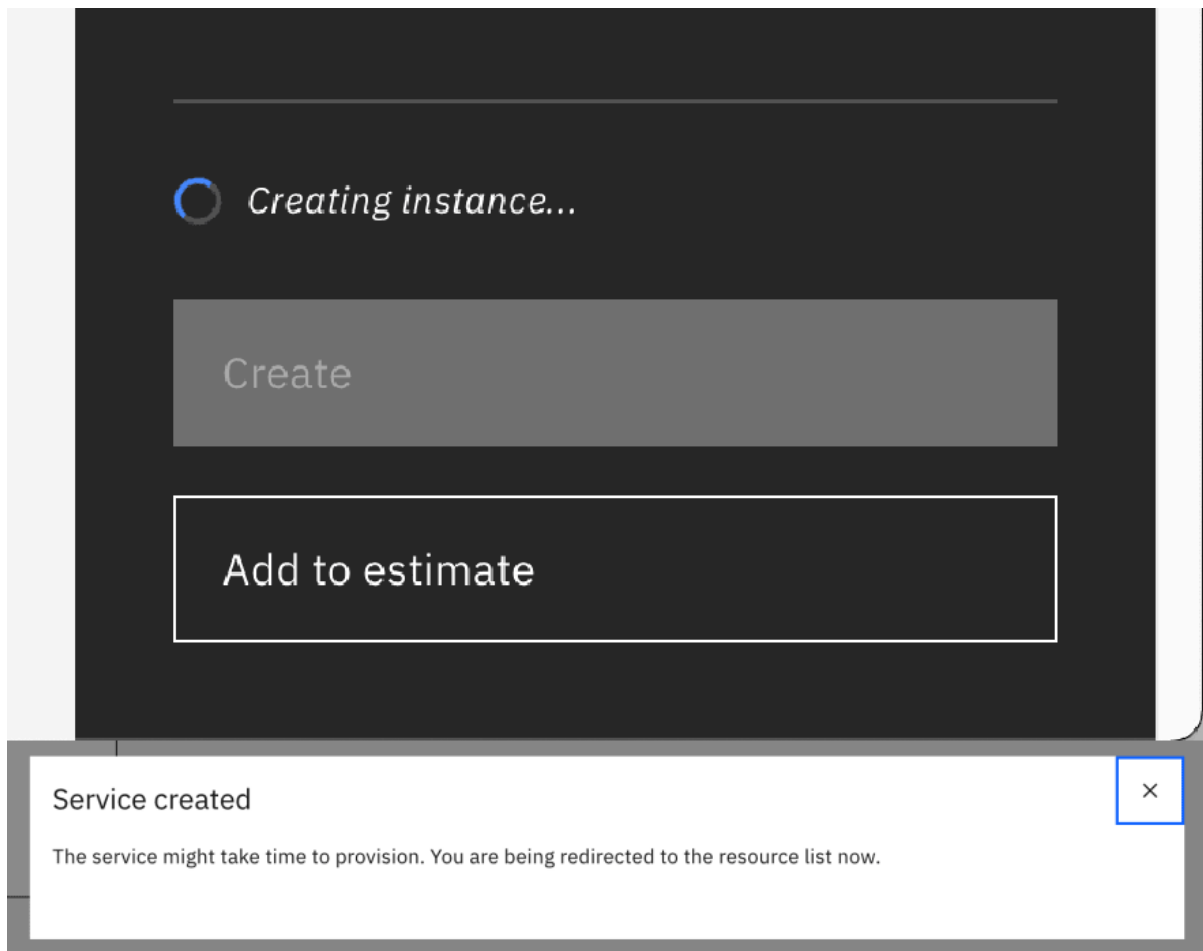 Creating instance...
Create
Add to estimate
Service created
The service might take time to provision. You are being redirected to the resource list now.